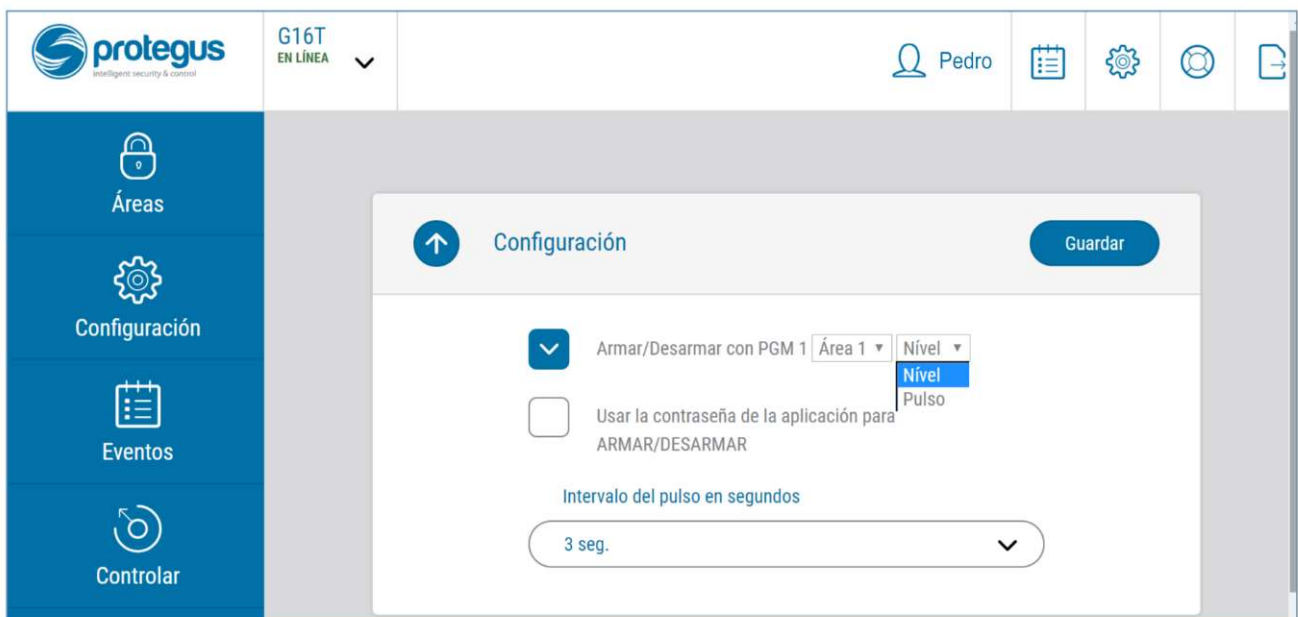 protegus
intelligent security & control
G16T
EN LÍNEA
Pedro
Áreas
Configuración
Eventos
Controlar
Configuración
Guardar
Armar/Desarmar con PGM 1 Área 1 Nível
Nível
Pulso
Usar la contraseña de la aplicación para
ARMAR/DESARMAR
Intervalo del pulso en segundos
3 seg.